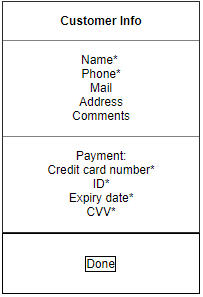 Customer Info
Name*
Phone*
Mail
Address
Comments
Payment:
Credit card number*
ID*
Expiry date*
CVV*
Done